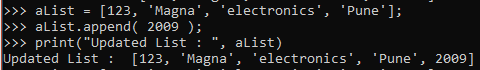 >>> aList = [123, 'Magna', 'electronics', 'Pune'];
>>> aList.append( 2009 );
>>> print("Updated List : ", aList)
Updated List :  [123, 'Magna', 'electronics', 'Pune', 2009]